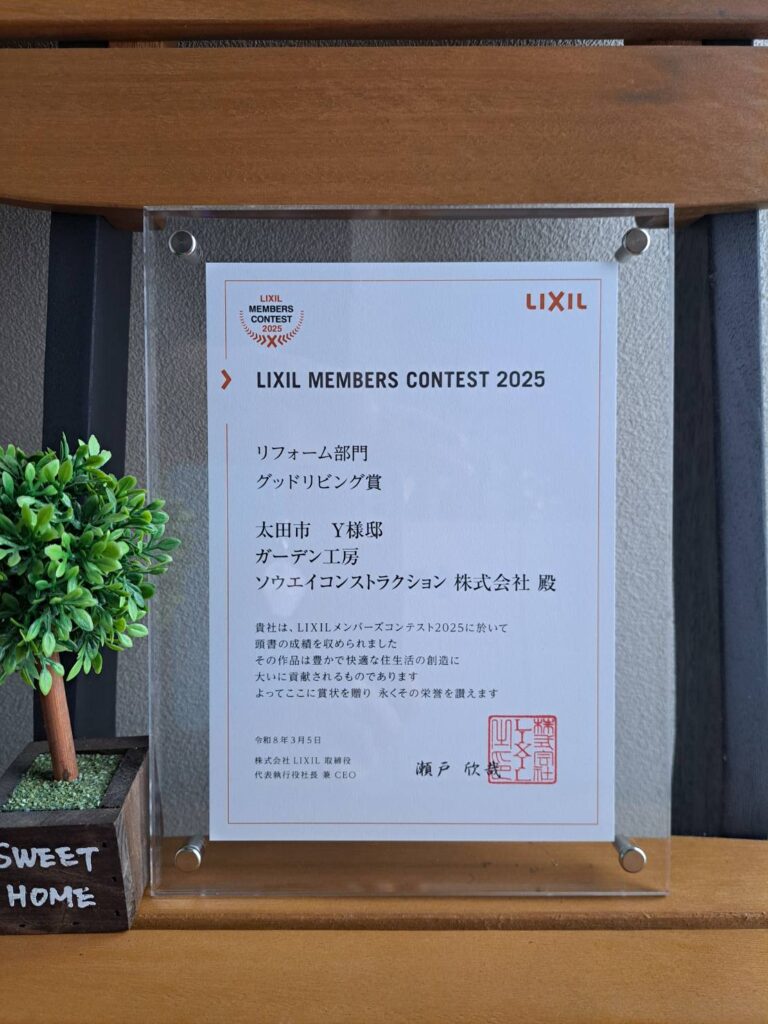 LIXIL
MEMBERS
CONTEST
2025
LIXIL
LIXIL MEMBERS CONTEST 2025
リフォーム部門
グッドリビング賞
太田市　Y様邸
ガーデン工房
ソウエイコンストラクション 株式会社 殿
貴社は、LIXILメンバーズコンテスト2025に於いて
頭書の成績を収められました
その作品は豊かで快適な住生活の創造に
大いに貢献されるものであります
よってここに賞状を贈り 永くその栄誉を讃えます
令和8年3月5日
株式会社 LIXIL 取締役
代表執行役社長 兼 CEO
瀬戸 欣哉
株式会社
LIXIL
之印
SWEET
HOME